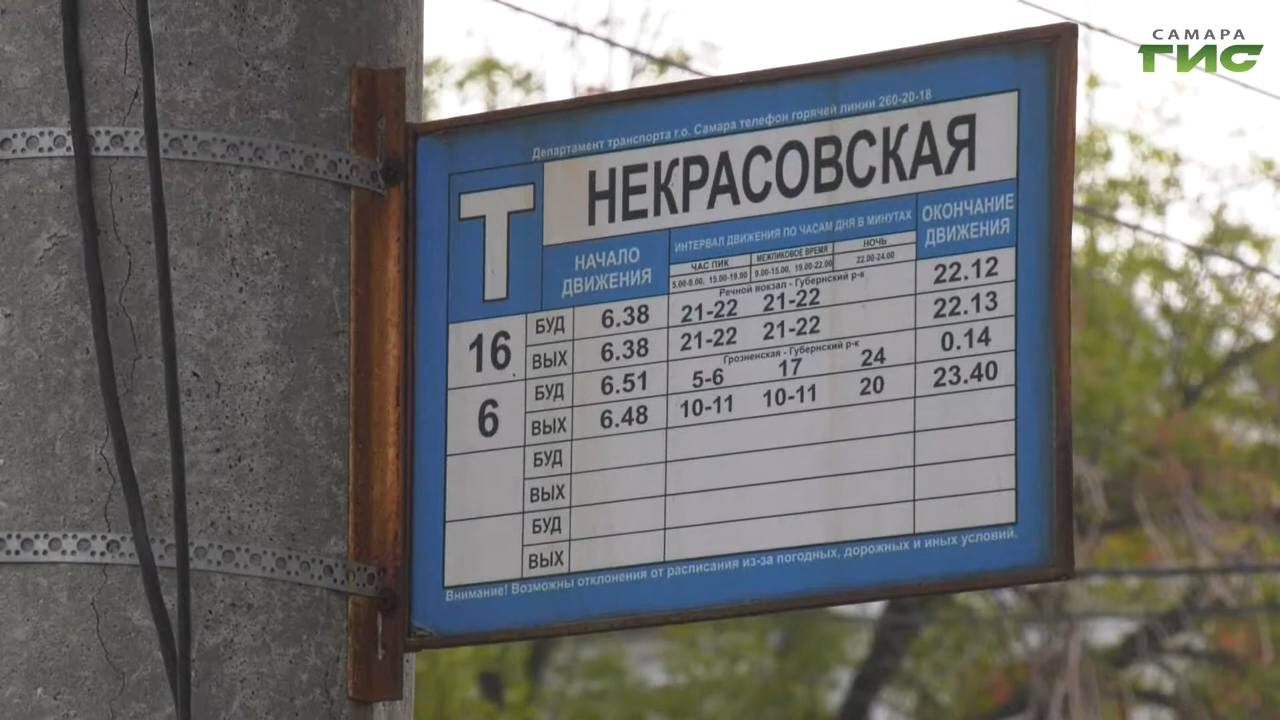 САМАРА
ГИС
Департамент транспорта г.о. Самара телефон горячей линии 260-20-18
Т
НЕКРАСОВСКАЯ
НАЧАЛО ДВИЖЕНИЯ
ИНТЕРВАЛ ДВИЖЕНИЯ ПО ЧАСАМ ДНЯ В МИНУТАХ
ОКОНЧАНИЕ ДВИЖЕНИЯ
ЧАС ПИК МЕЖПИКОВОЕ ВРЕМЯ НОЧЬ
5.00-9.00, 15.00-19.00 9.00-15.00, 19.00-22.00 22.00-24.00
Речной вокзал - Губернский р-к
16 БУД 6.38 21-22 21-22 22.12
ВЫХ 6.38 21-22 21-22 22.13
Грозненская - Губернский р-к
6 БУД 6.51 5-6 17 24 0.14
ВЫХ 6.48 10-11 10-11 20 23.40
БУД
ВЫХ
БУД
ВЫХ
Внимание! Возможны отклонения от расписания из-за погодных, дорожных и иных условий.